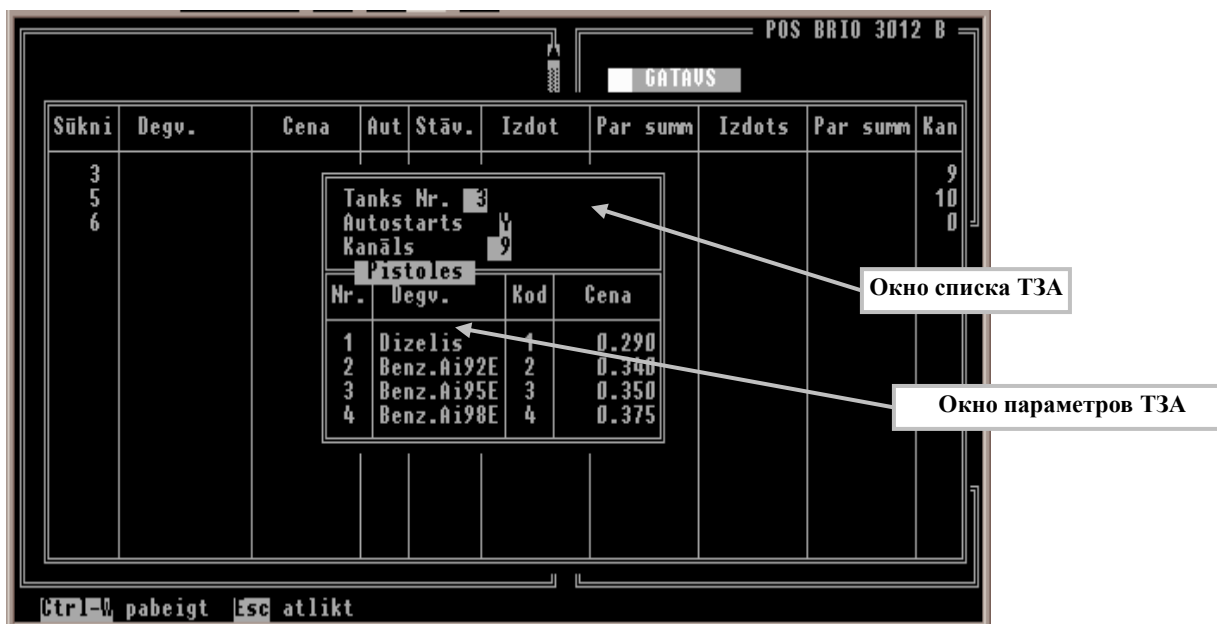 POS BRIO 3012 B
GATAVS
Sūkni Degv. Cena Aut Stāv. Izdot Par summ Izdots Par summ Kan
3 9
5 10
6 0
Tanks Nr. 3
Autostarts Y
Kanāls 9
Pistoles
Nr. Degv. Kod Cena
1 Dizelis 1 0.290
2 Benz.Ai92E 2 0.340
3 Benz.Ai95E 3 0.350
4 Benz.Ai98E 4 0.375
Окно списка ТЗА
Окно параметров ТЗА
Ctrl-W pabeigt Esc atlikt